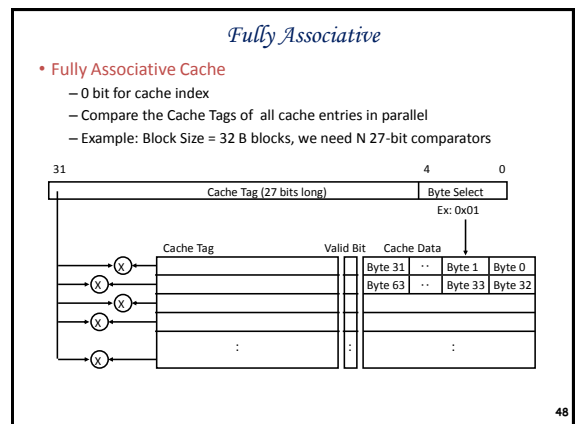 Fully Associative
• Fully Associative Cache
– 0 bit for cache index
– Compare the Cache Tags of all cache entries in parallel
– Example: Block Size = 32 B blocks, we need N 27-bit comparators
31 4 0
Cache Tag (27 bits long) Byte Select
Ex: 0x01
Cache Tag Valid Bit Cache Data
X Byte 31 ·· Byte 1 Byte 0
X Byte 63 ·· Byte 33 Byte 32
X
X
: : :
X
48